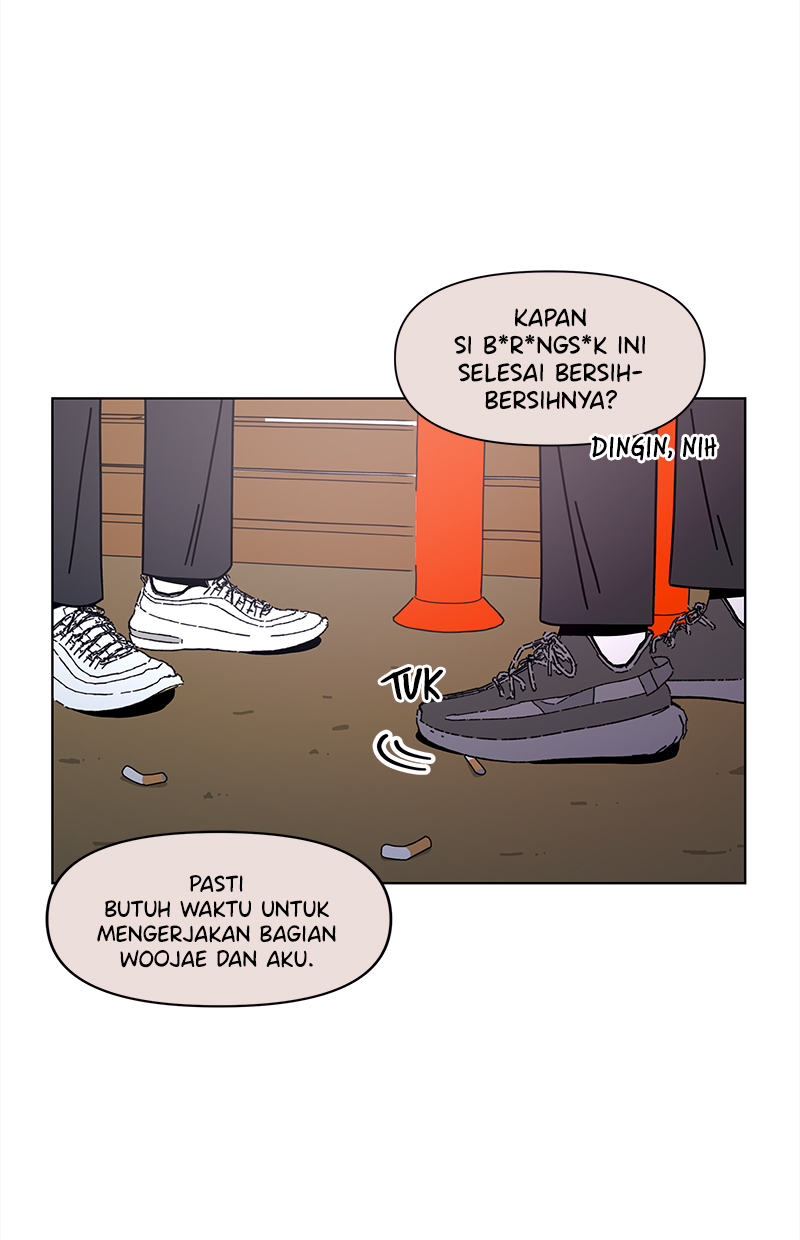 KAPAN
SI B*R*NGS*K INI
SELESAI BERSIH-
BERSIHNYA?
DINGIN, NIH
TUK
PASTI
BUTUH WAKTU UNTUK
MENGERJAKAN BAGIAN
WOOJAE DAN AKU.